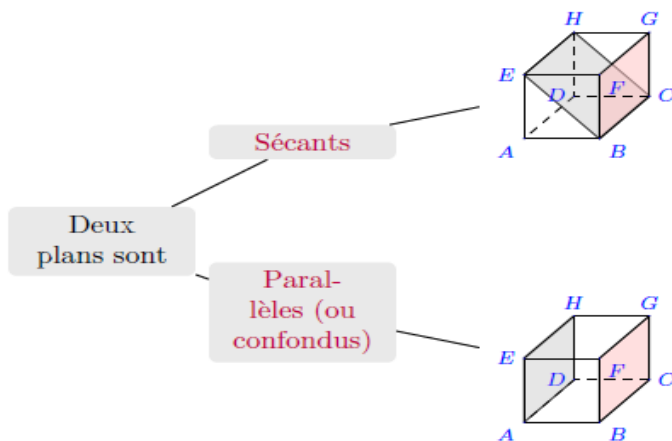 H
G
E
D
F
C
A
B
Sécants
Deux
plans sont
Paral-
lèles (ou
confondus)
H
G
E
D
F
C
A
B